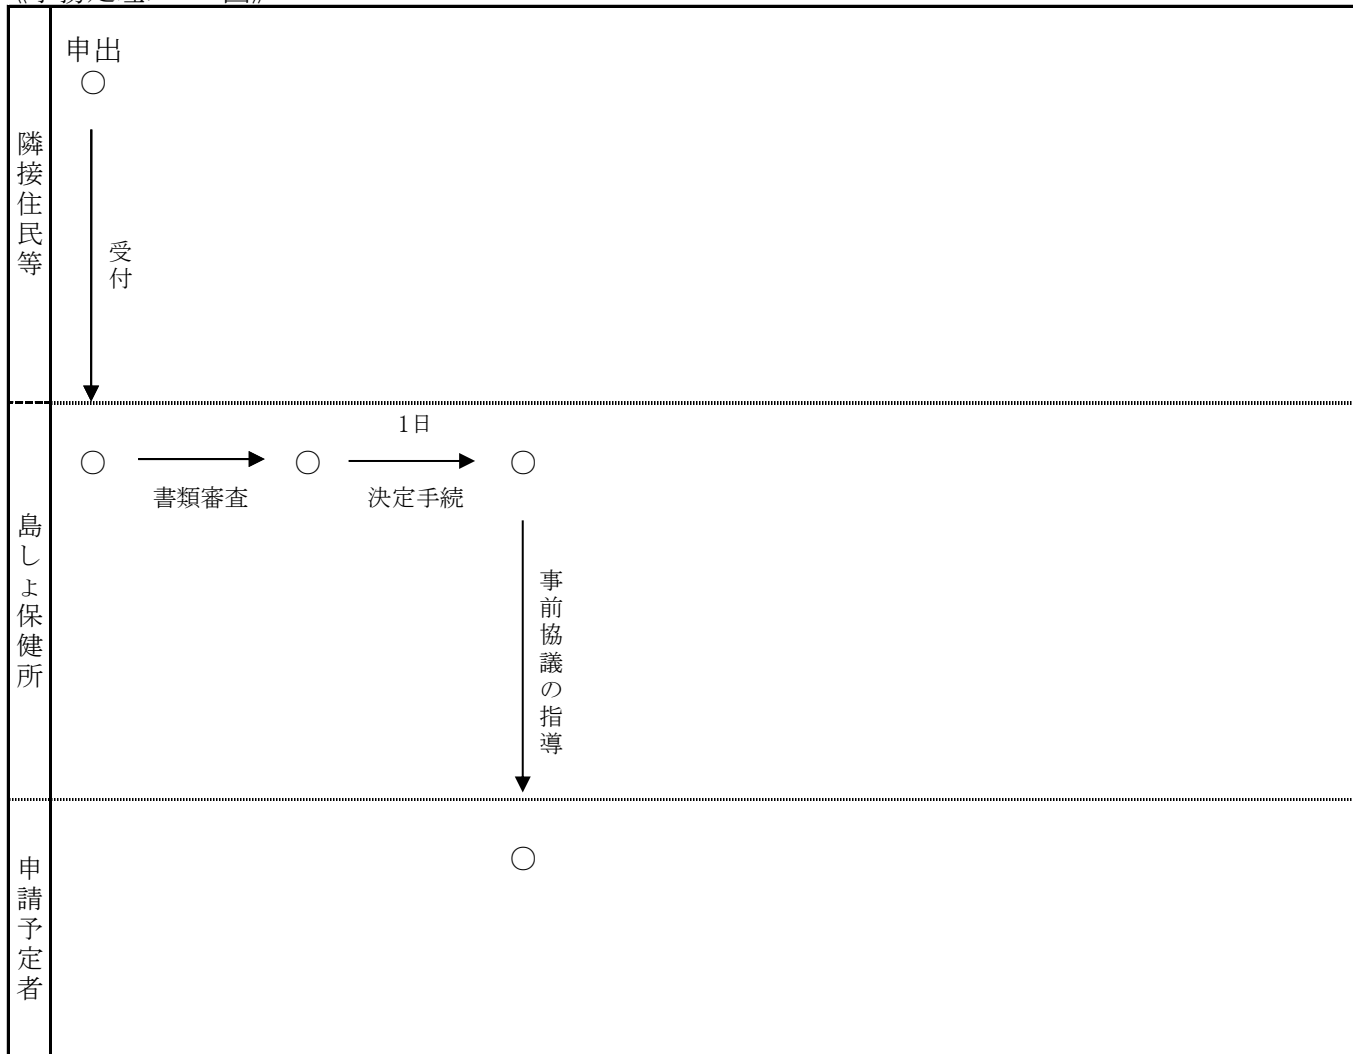 申出
隣接住民等
受付
1日
書類審査
決定手続
島しょ保健所
事前協議の指導
申請予定者